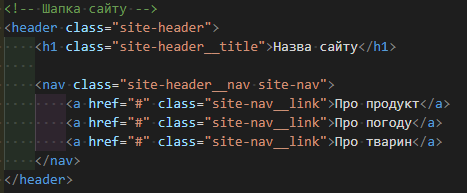 <!-- Шапка сайту -->
<header class="site-header">
<h1 class="site-header__title">Назва сайту</h1>
<nav class="site-header__nav site-nav">
<a href="#" class="site-nav__link">Про продукт</a>
<a href="#" class="site-nav__link">Про погоду</a>
<a href="#" class="site-nav__link">Про тварин</a>
</nav>
</header>